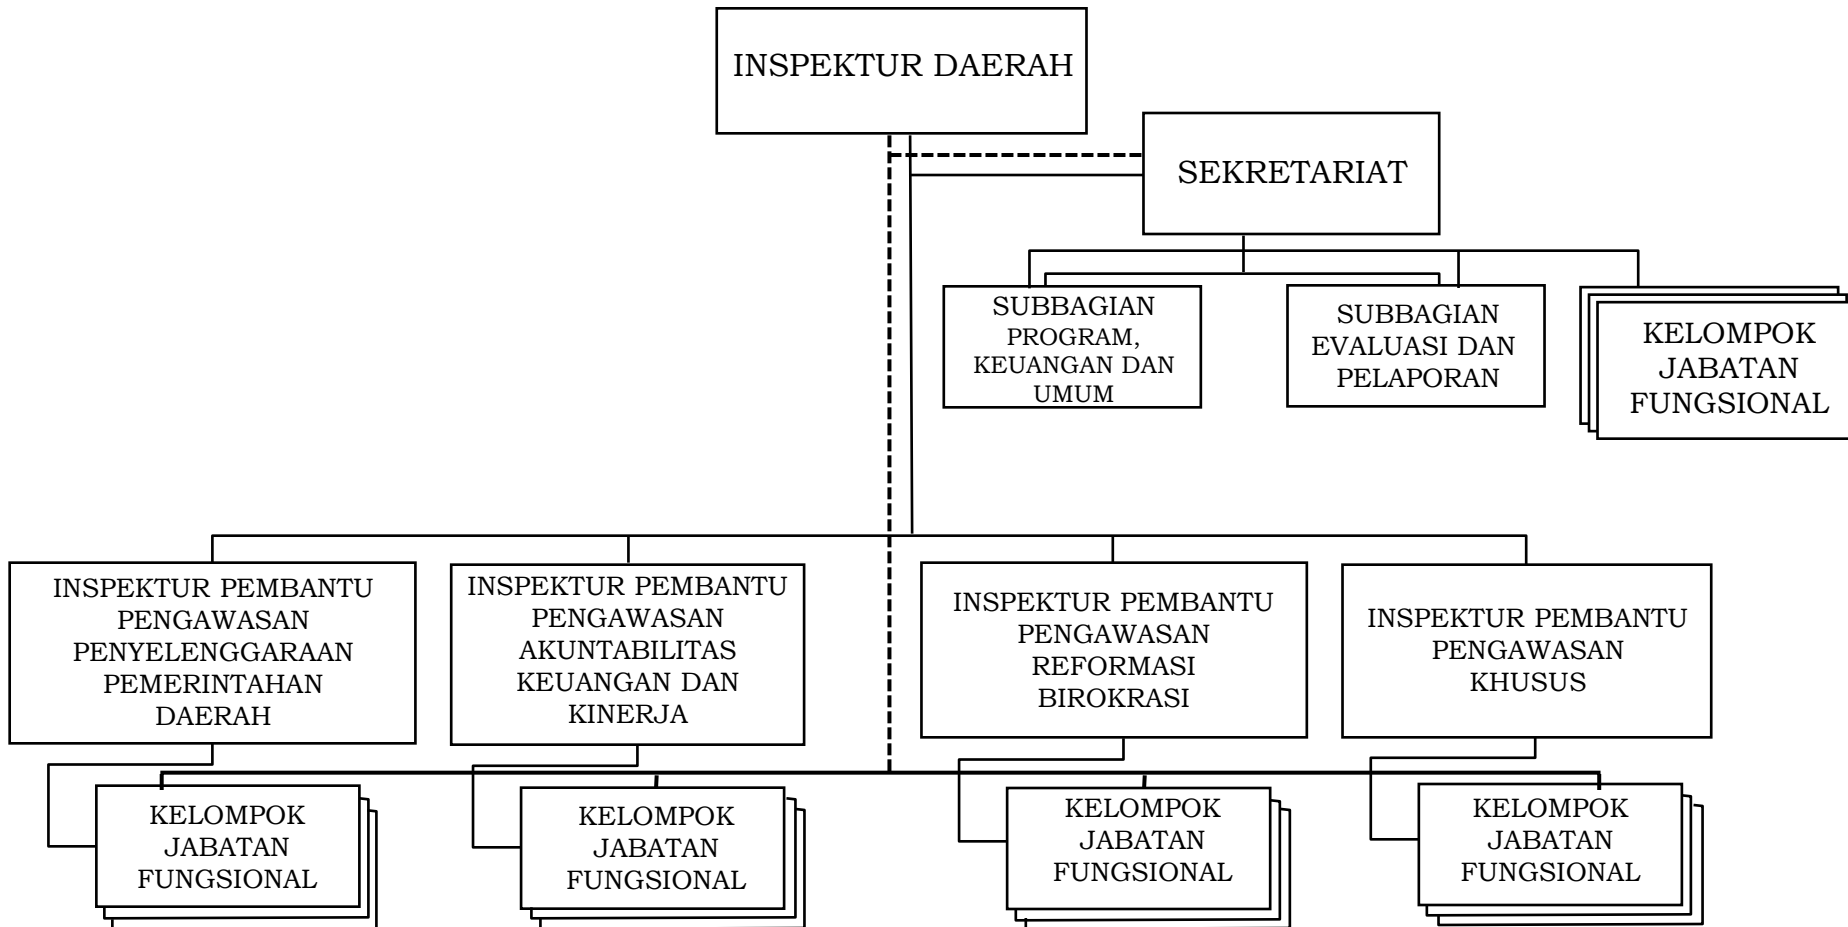 INSPEKTUR DAERAH
SEKRETARIAT
SUBBAGIAN
PROGRAM,
KEUANGAN DAN
UMUM
SUBBAGIAN
EVALUASI DAN
PELAPORAN
KELOMPOK
JABATAN
FUNGSIONAL
INSPEKTUR PEMBANTU
PENGAWASAN
PENYELENGGARAAN
PEMERINTAHAN
DAERAH
INSPEKTUR PEMBANTU
PENGAWASAN
AKUNTABILITAS
KEUANGAN DAN
KINERJA
INSPEKTUR PEMBANTU
PENGAWASAN
REFORMASI
BIROKRASI
INSPEKTUR PEMBANTU
PENGAWASAN
KHUSUS
KELOMPOK
JABATAN
FUNGSIONAL
KELOMPOK
JABATAN
FUNGSIONAL
KELOMPOK
JABATAN
FUNGSIONAL
KELOMPOK
JABATAN
FUNGSIONAL